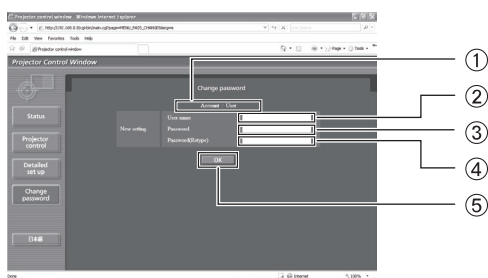 Projector control window - Windows Internet Explorer
File Edit View Favorites Tools Help
Projector control window
Page Tools
Projector Control Window
Change password
①
Account User
②
User name
Status
New setting
Password
③
Password(Retype)
Projector control
④
OK
Detailed set up
⑤
Change password
日本語
Done
Internet
100%